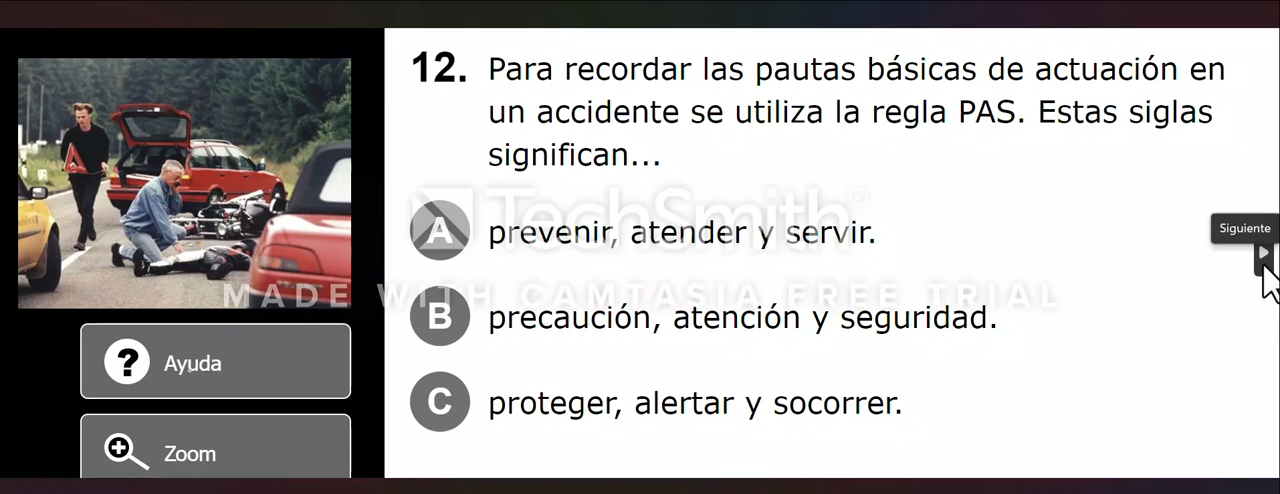 12. Para recordar las pautas básicas de actuación en
un accidente se utiliza la regla PAS. Estas siglas
significan...
TechSmith®
A prevenir, atender y servir.
Siguiente
MADE WITH CAMTASIA FREE TRIAL
B precaución, atención y seguridad.
? Ayuda
C proteger, alertar y socorrer.
Zoom